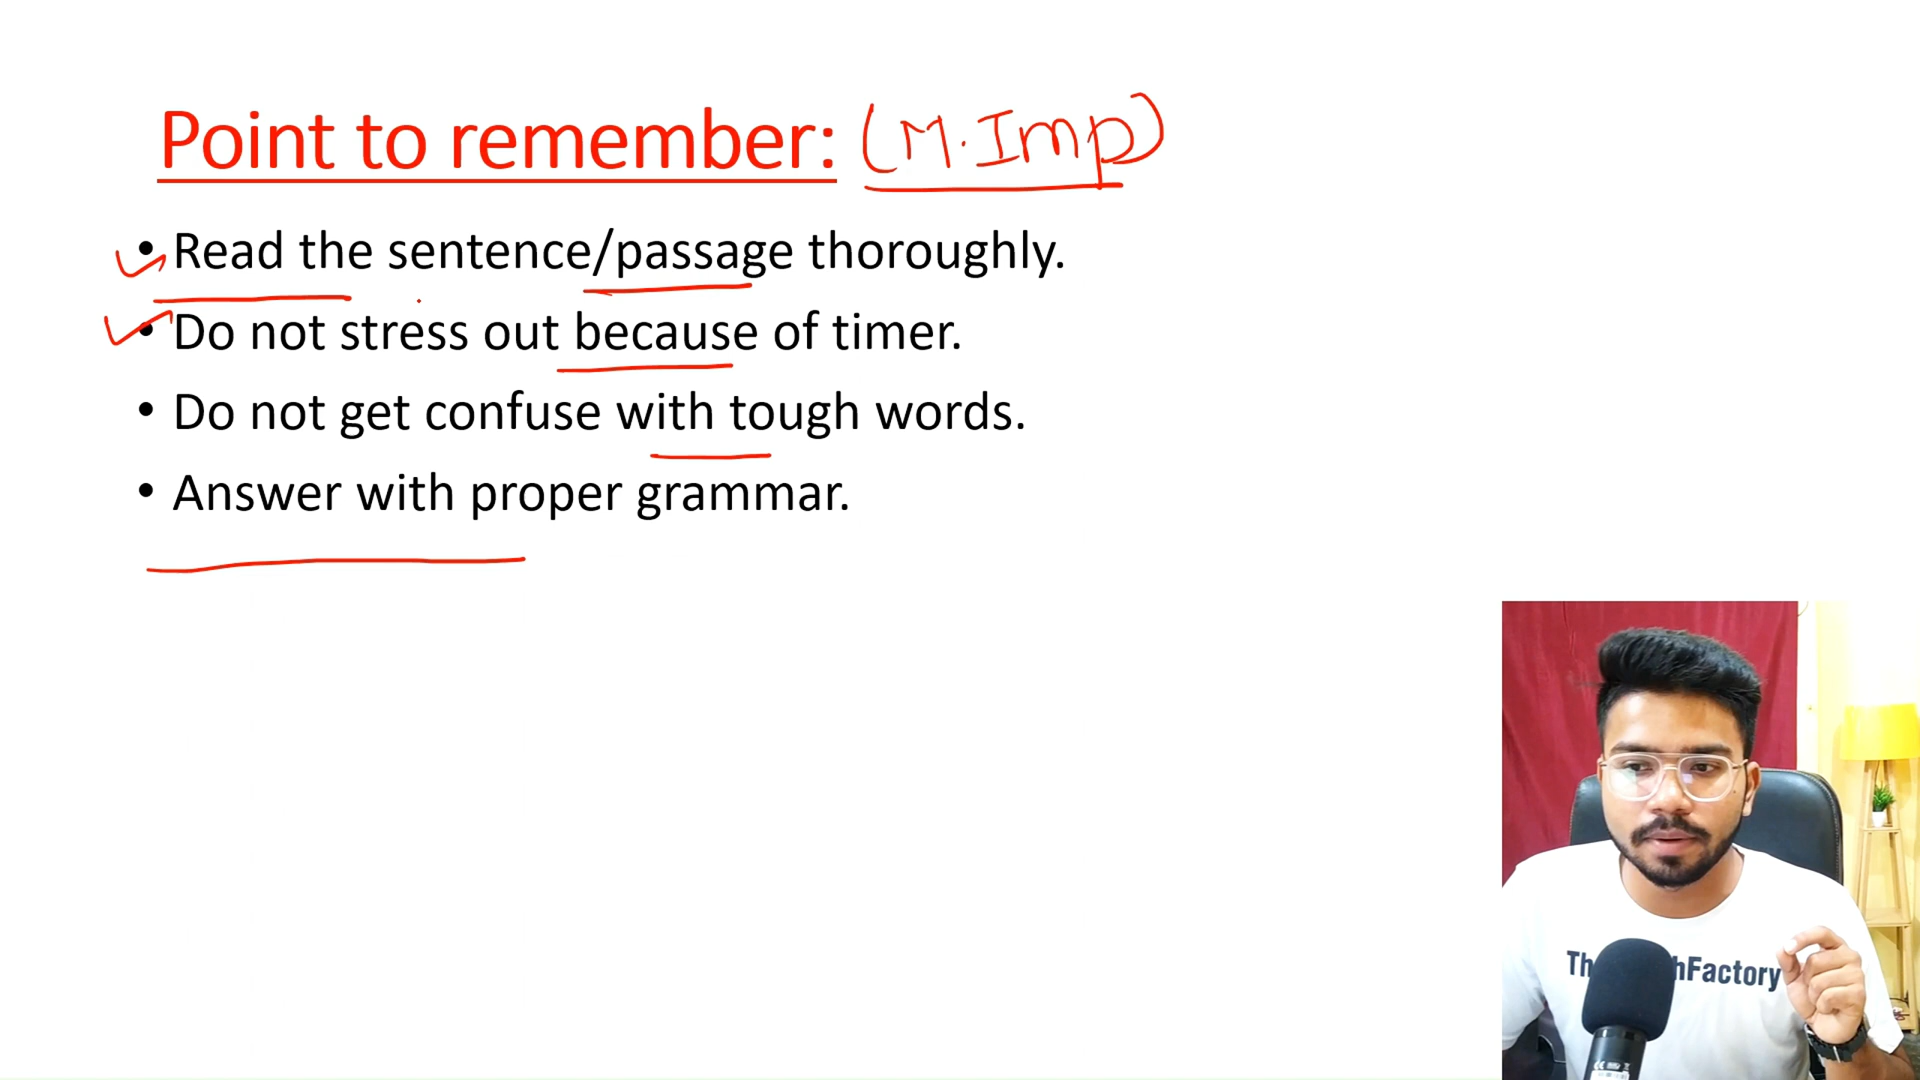 Point to remember: (M. Imp)
• Read the sentence/passage thoroughly.
• Do not stress out because of timer.
• Do not get confuse with tough words.
• Answer with proper grammar.